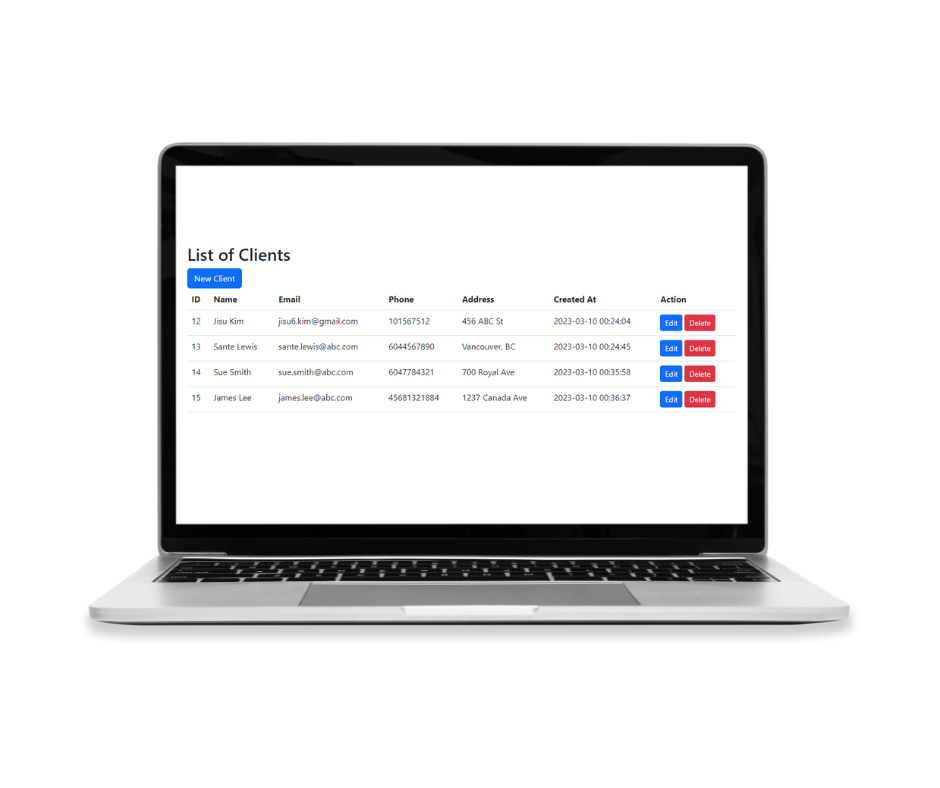 List of Clients
New Client
ID Name Email Phone Address Created At Action
12 Jisu Kim jisu6.kim@gmail.com 101567512 456 ABC St 2023-03-10 00:24:04 Edit Delete
13 Sante Lewis sante.lewis@abc.com 6044567890 Vancouver, BC 2023-03-10 00:24:45 Edit Delete
14 Sue Smith sue.smith@abc.com 6047784321 700 Royal Ave 2023-03-10 00:35:58 Edit Delete
15 James Lee james.lee@abc.com 45681321884 1237 Canada Ave 2023-03-10 00:36:37 Edit Delete